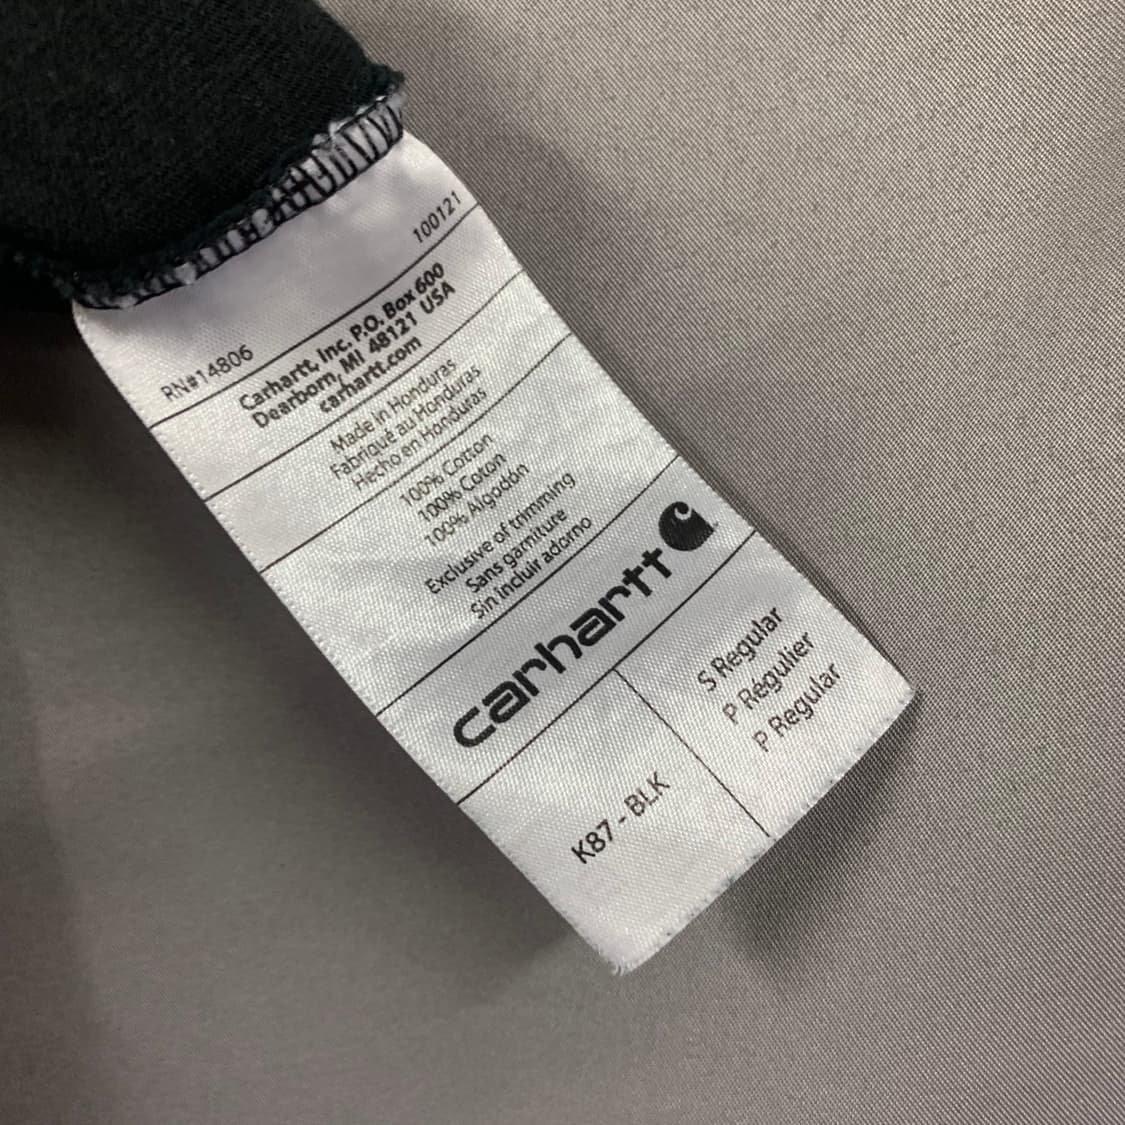 RN#14806 100121
Carhartt, Inc. P.O. Box 600
Dearborn, MI 48121 USA
carhartt.com
Made in Honduras
Fabriqué au Honduras
Hecho en Honduras
100% Cotton
100% Coton
100% Algodón
Exclusive of trimming
Sans garniture
Sin incluir adorno
carhartt
K87 - BLK
S Regular
P Régulier
P Regular